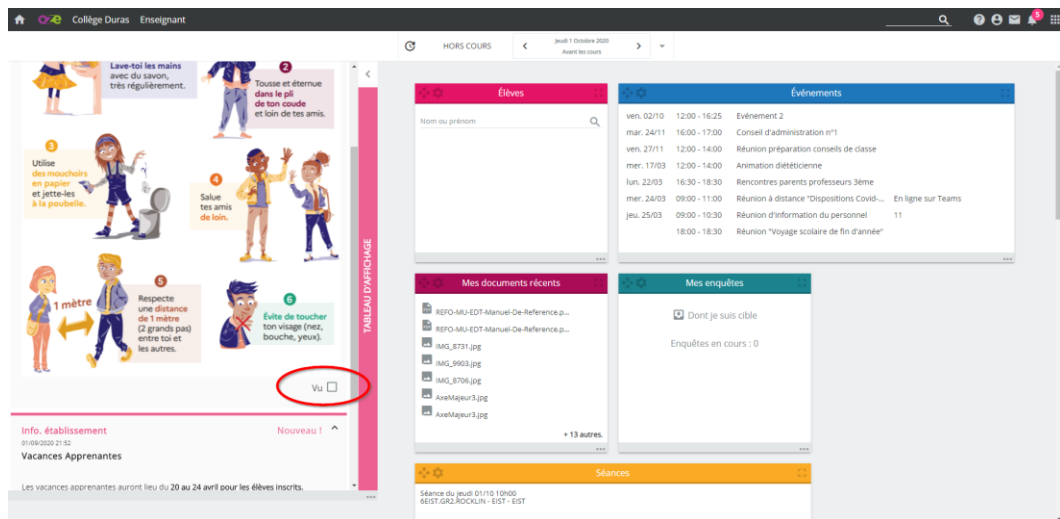 oze Collège Duras Enseignant
5
HORS COURS
Jeudi 1 Octobre 2020
Avant les cours
Lave-toi les mains
avec du savon,
très régulièrement.
2
Tousse et éternue
dans le pli
de ton coude
et loin de tes amis.
3
Utilise
des mouchoirs
en papier
et jette-les
à la poubelle.
4
Salue
tes amis
de loin.
1 mètre
5
Respecte
une distance
de 1 mètre
(2 grands pas)
entre toi et
les autres.
6
Évite de toucher
ton visage (nez,
bouche, yeux).
Vu
Info. établissement Nouveau !
01/09/2020 21:52
Vacances Apprenantes
Les vacances apprenantes auront lieu du 20 au 24 avril pour les élèves inscrits.
TABLEAU D'AFFICHAGE
Élèves
Nom ou prénom
Événements
ven. 02/10 12:00 - 16:25 Evénement 2
mar. 24/11 16:00 - 17:00 Conseil d'administration n°1
ven. 27/11 12:00 - 14:00 Réunion préparation conseils de classe
mer. 17/03 12:00 - 14:00 Animation diététicienne
lun. 22/03 16:30 - 18:30 Rencontres parents professeurs 3ème
mer. 24/03 09:00 - 11:00 Réunion à distance "Dispositions Covid-... En ligne sur Teams
jeu. 25/03 09:00 - 10:30 Réunion d'information du personnel 11
18:00 - 18:30 Réunion "Voyage scolaire de fin d'année"
Mes documents récents
REFO-MU-EDT-Manuel-De-Reference.p...
REFO-MU-EDT-Manuel-De-Reference.p...
IMG_8731.jpg
IMG_9903.jpg
IMG_8706.jpg
AxeMajeur3.jpg
AxeMajeur3.jpg
+ 13 autres.
Mes enquêtes
Dont je suis cible
Enquêtes en cours : 0
Séances
Séance du jeudi 01/10 10h00
6EIST.GR2.ROCKLIN - EIST - EIST